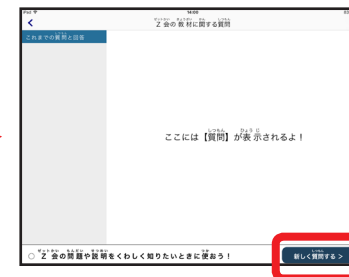 iPad
14:00
Z会の教材に関する質問
これまでの質問と回答
ここには【質問】が表示されるよ！
Z会の問題や説明をくわしく知りたいときに使おう！
新しく質問する >